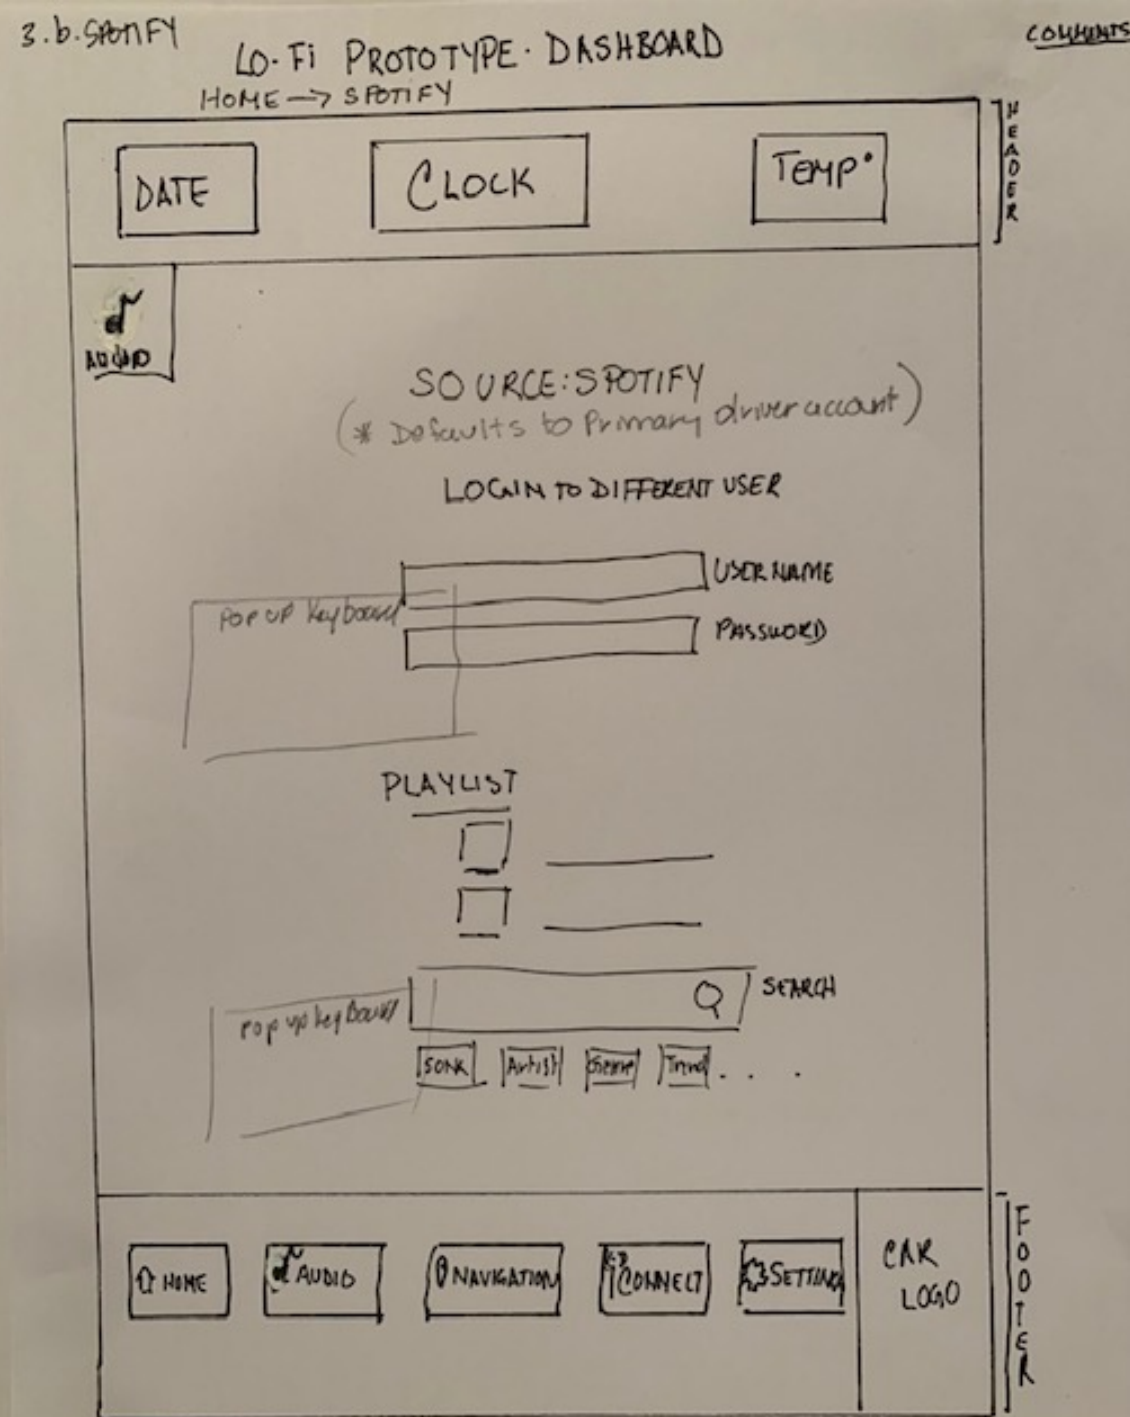 3.b. SPOTIFY
COMMENTS
LO-Fi PROTOTYPE. DASHBOARD
HOME → SPOTIFY
HEADER
DATE
CLOCK
TEMP°
AUDIO
SOURCE: SPOTIFY
(* Defaults to Primary driver account)
LOGIN TO DIFFERENT USER
USERNAME
POP UP Keyboard
PASSWORD
PLAYLIST
SEARCH
Pop up keyBoard
SONG Artist Genre Trend . . .
FOOTER
HOME
AUDIO
NAVIGATION
CONNECT
SETTING
CAR
LOGO